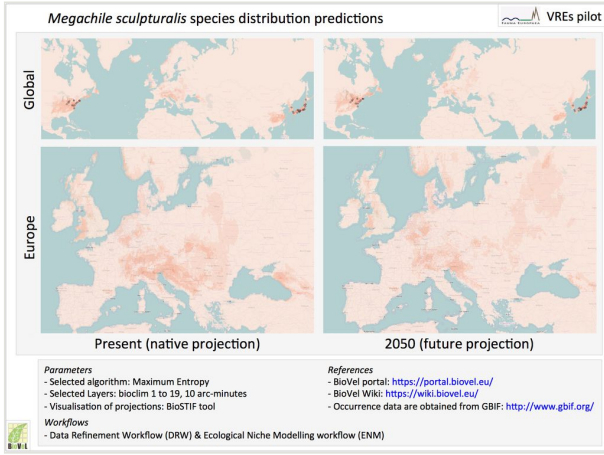 Megachile sculpturalis species distribution predictions
VREs pilot
Global
Europe
Present (native projection)
2050 (future projection)
Parameters
- Selected algorithm: Maximum Entropy
- Selected Layers: bioclim 1 to 19, 10 arc-minutes
- Visualisation of projections: BioSTIF tool
Workflows
- Data Refinement Workflow (DRW) & Ecological Niche Modelling workflow (ENM)
References
- BioVel portal: https://portal.biovel.eu/
- BioVel Wiki: https://wiki.biovel.eu/
- Occurrence data are obtained from GBIF: http://www.gbif.org/
BioVeL